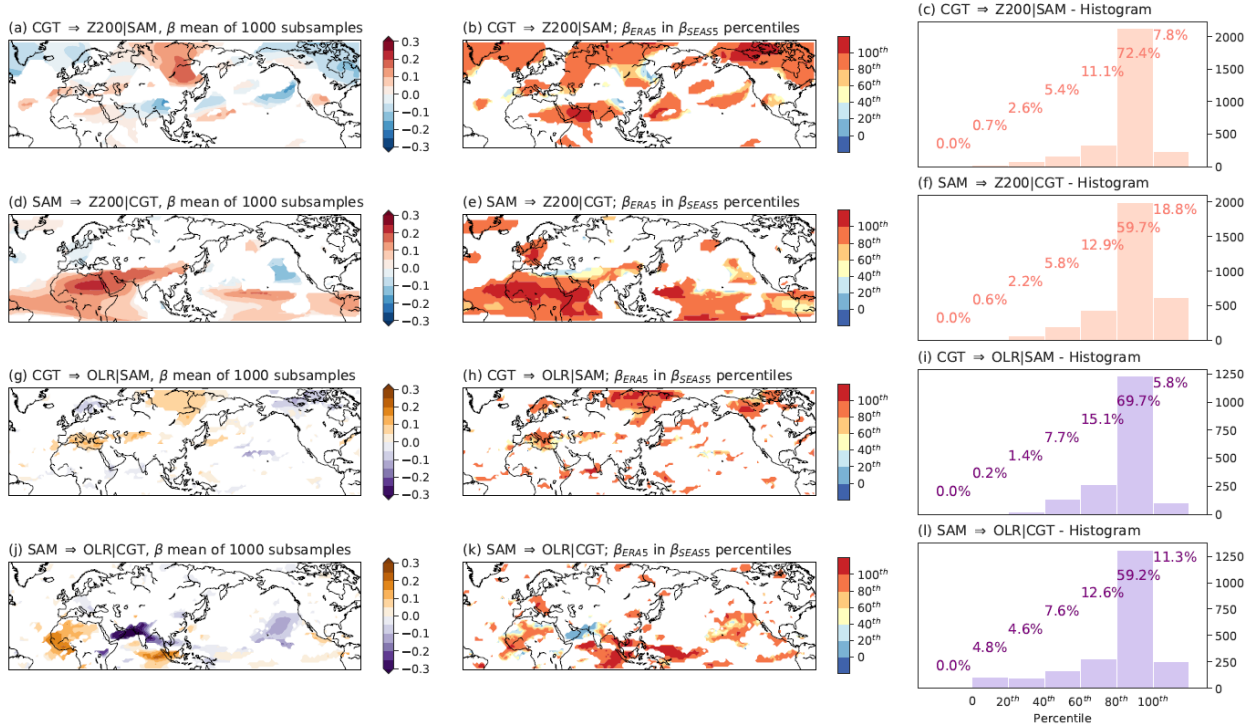 (a) CGT ⇒ Z200|SAM, β mean of 1000 subsamples
0.3
0.2
0.1
0.0
−0.1
−0.2
−0.3
(b) CGT ⇒ Z200|SAM; βERA5 in βSEAS5 percentiles
100th
80th
60th
40th
20th
0
(c) CGT ⇒ Z200|SAM - Histogram
0.0%
0.7%
2.6%
5.4%
11.1%
72.4%
7.8%
2000
1500
1000
500
0
(d) SAM ⇒ Z200|CGT, β mean of 1000 subsamples
0.3
0.2
0.1
0.0
−0.1
−0.2
−0.3
(e) SAM ⇒ Z200|CGT; βERA5 in βSEAS5 percentiles
100th
80th
60th
40th
20th
0
(f) SAM ⇒ Z200|CGT - Histogram
0.0%
0.6%
2.2%
5.8%
12.9%
59.7%
18.8%
2000
1500
1000
500
0
(g) CGT ⇒ OLR|SAM, β mean of 1000 subsamples
0.3
0.2
0.1
0.0
−0.1
−0.2
−0.3
(h) CGT ⇒ OLR|SAM; βERA5 in βSEAS5 percentiles
100th
80th
60th
40th
20th
0
(i) CGT ⇒ OLR|SAM - Histogram
0.0%
0.2%
1.4%
7.7%
15.1%
69.7%
5.8%
1250
1000
750
500
250
0
(j) SAM ⇒ OLR|CGT, β mean of 1000 subsamples
0.3
0.2
0.1
0.0
−0.1
−0.2
−0.3
(k) SAM ⇒ OLR|CGT; βERA5 in βSEAS5 percentiles
100th
80th
60th
40th
20th
0
(l) SAM ⇒ OLR|CGT - Histogram
0.0%
4.8%
4.6%
7.6%
12.6%
59.2%
11.3%
1250
1000
750
500
250
0
0 20th 40th 60th 80th 100th
Percentile